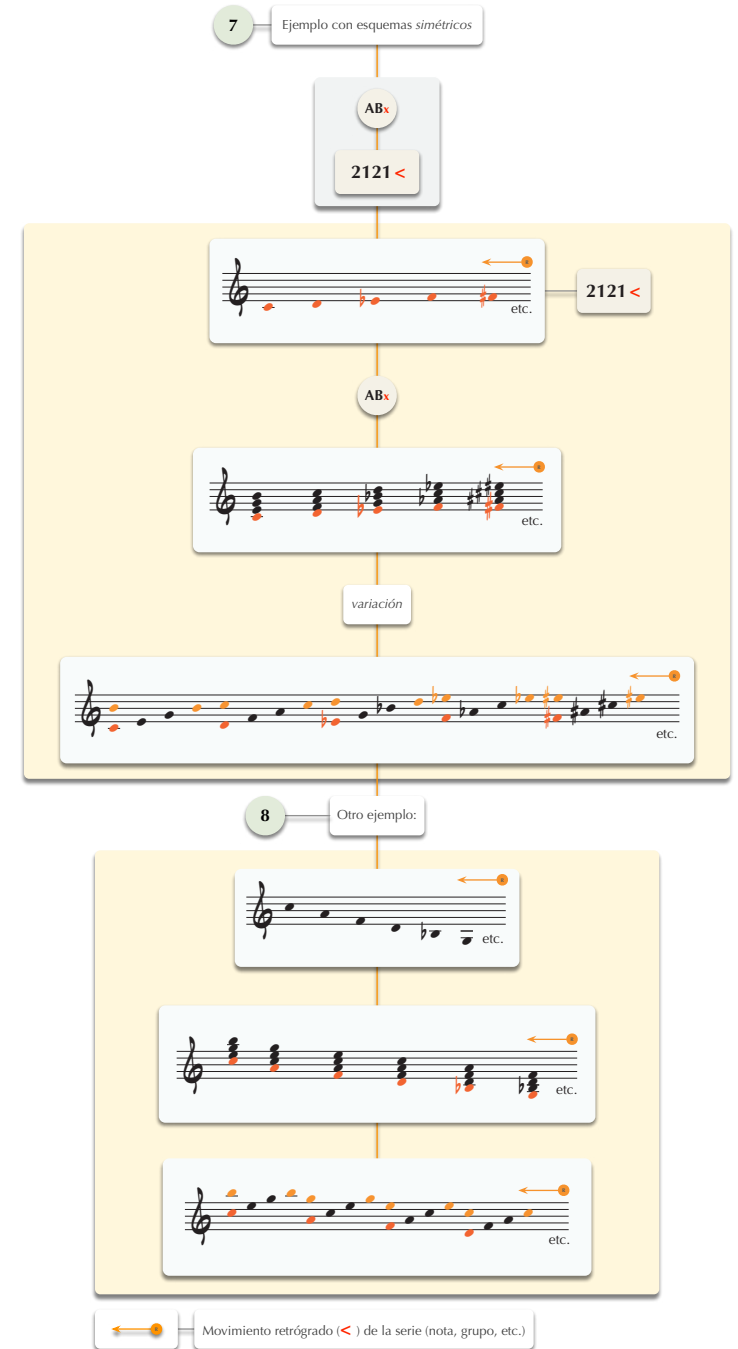 7
Ejemplo con esquemas simétricos
ABx
2121 <
2121 <
etc.
ABx
etc.
variación
etc.
8
Otro ejemplo:
etc.
etc.
etc.
Movimiento retrógrado (< ) de la serie (nota, grupo, etc.)